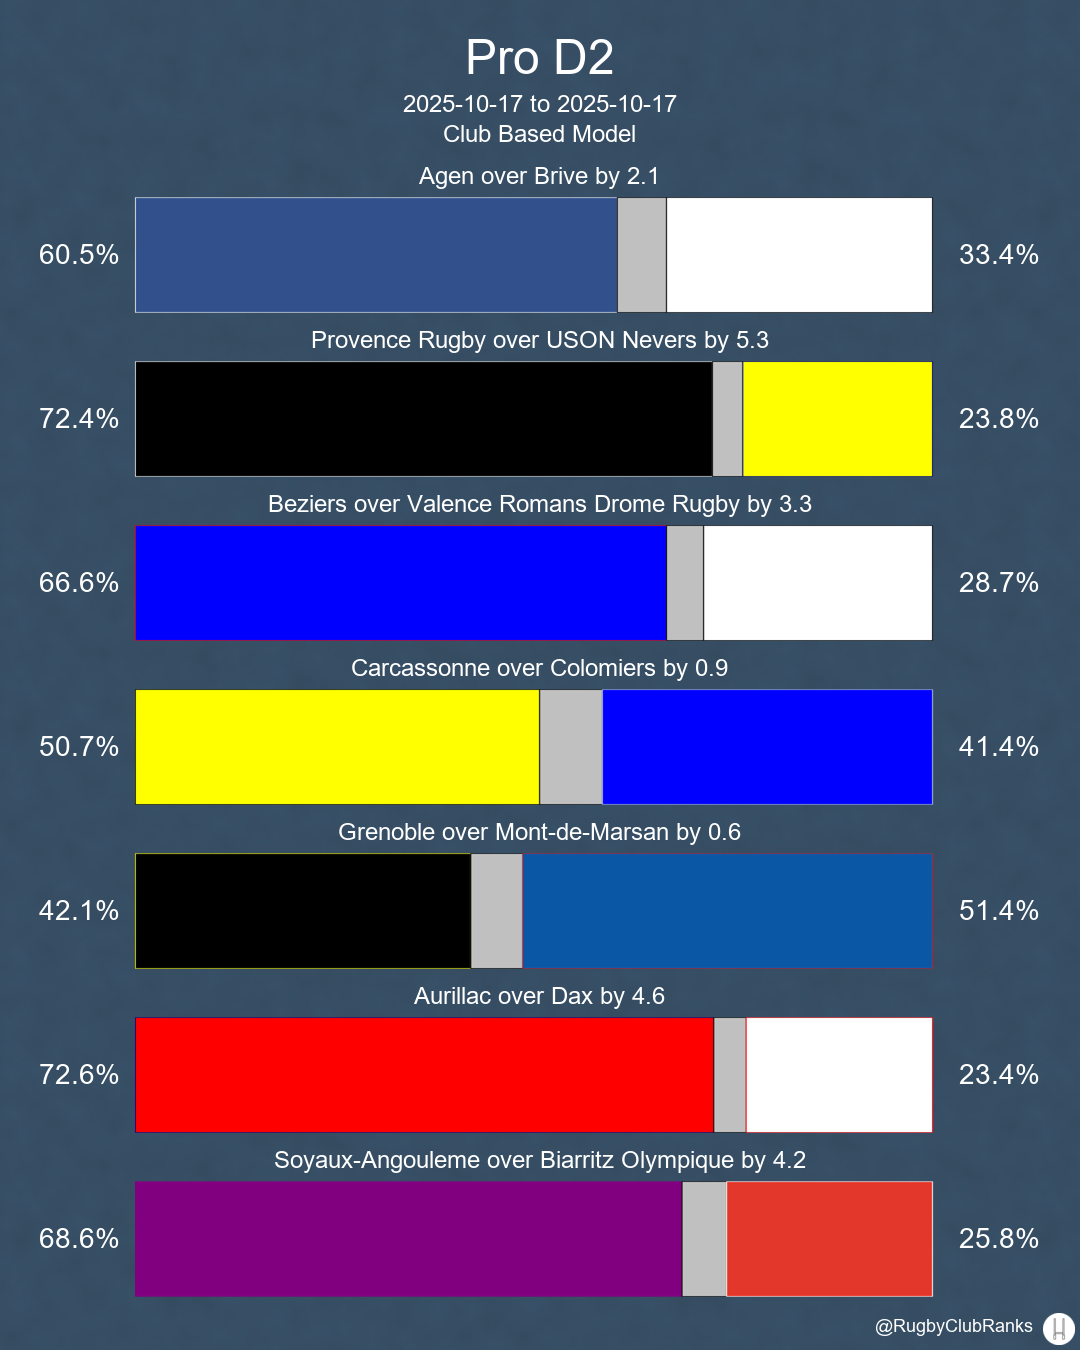 Pro D2
2025-10-17 to 2025-10-17
Club Based Model
Agen over Brive by 2.1
60.5%
33.4%
Provence Rugby over USON Nevers by 5.3
72.4%
23.8%
Beziers over Valence Romans Drome Rugby by 3.3
66.6%
28.7%
Carcassonne over Colomiers by 0.9
50.7%
41.4%
Grenoble over Mont-de-Marsan by 0.6
42.1%
51.4%
Aurillac over Dax by 4.6
72.6%
23.4%
Soyaux-Angouleme over Biarritz Olympique by 4.2
68.6%
25.8%
@RugbyClubRanks